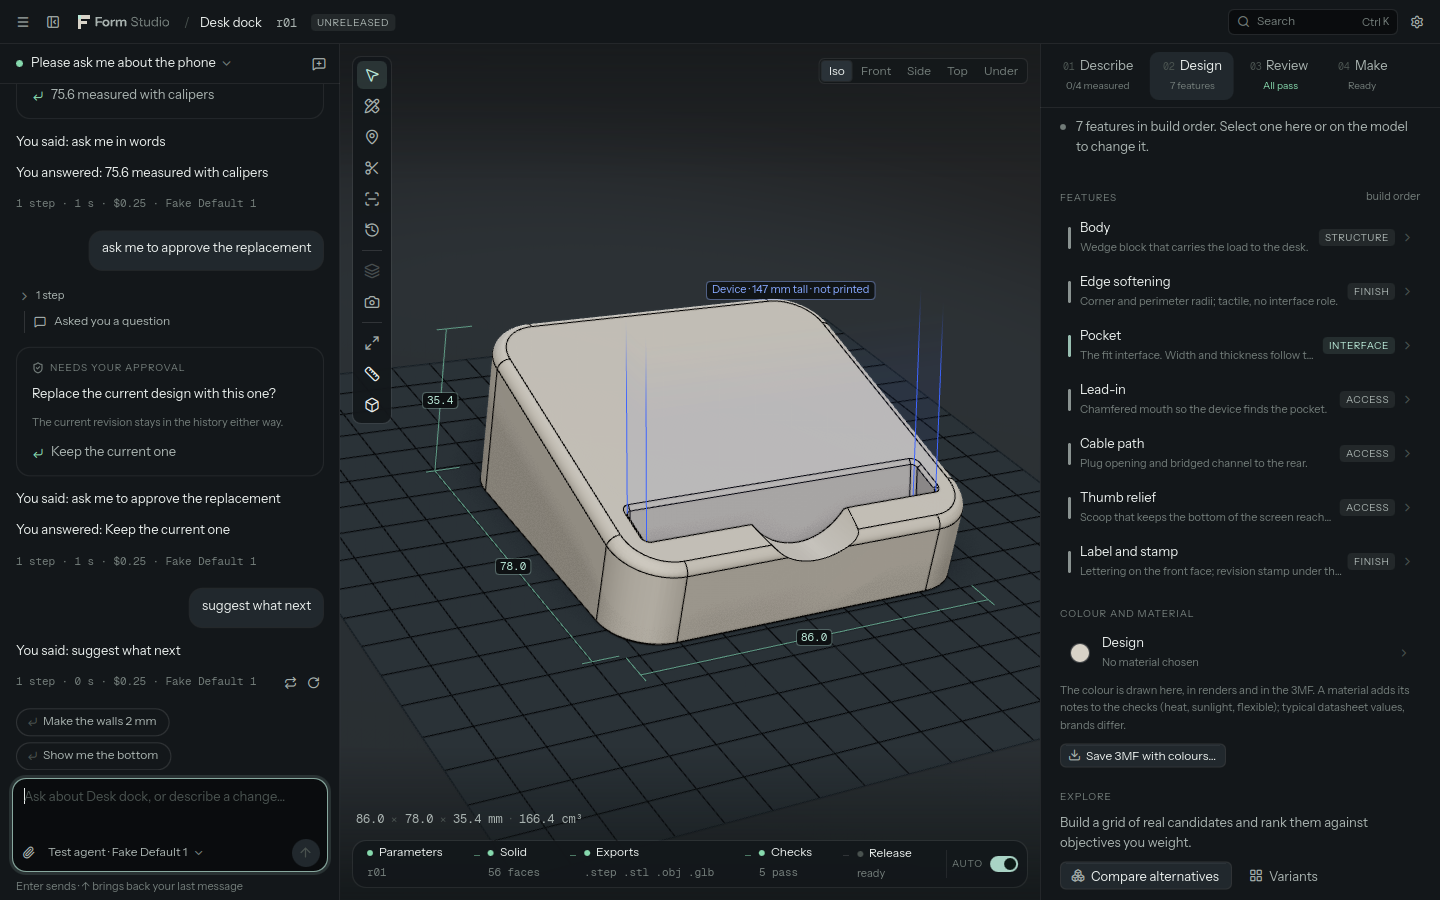 Form Studio / Desk dock r01 UNRELEASED
Search Ctrl K
Please ask me about the phone
75.6 measured with calipers
You said: ask me in words
You answered: 75.6 measured with calipers
1 step · 1 s · $0.25 · Fake Default 1
ask me to approve the replacement
1 step
Asked you a question
NEEDS YOUR APPROVAL
Replace the current design with this one?
The current revision stays in the history either way.
Keep the current one
You said: ask me to approve the replacement
You answered: Keep the current one
1 step · 1 s · $0.25 · Fake Default 1
suggest what next
You said: suggest what next
1 step · 0 s · $0.25 · Fake Default 1
Make the walls 2 mm
Show me the bottom
Ask about Desk dock, or describe a change...
Test agent · Fake Default 1
Enter sends · ↑ brings back your last message
Iso Front Side Top Under
Device · 147 mm tall · not printed
35.4
78.0
86.0
86.0 × 78.0 × 35.4 mm · 166.4 cm³
Parameters
r01
Solid
56 faces
Exports
.step .stl .obj .glb
Checks
5 pass
Release
ready
AUTO
01 Describe
0/4 measured
02 Design
7 features
03 Review
All pass
04 Make
Ready
7 features in build order. Select one here or on the model
to change it.
FEATURES
build order
Body
Wedge block that carries the load to the desk.
STRUCTURE
Edge softening
Corner and perimeter radii; tactile, no interface role.
FINISH
Pocket
The fit interface. Width and thickness follow t...
INTERFACE
Lead-in
Chamfered mouth so the device finds the pocket.
ACCESS
Cable path
Plug opening and bridged channel to the rear.
ACCESS
Thumb relief
Scoop that keeps the bottom of the screen reach...
ACCESS
Label and stamp
Lettering on the front face; revision stamp under th...
FINISH
COLOUR AND MATERIAL
Design
No material chosen
The colour is drawn here, in renders and in the 3MF. A material adds its
notes to the checks (heat, sunlight, flexible); typical datasheet values,
brands differ.
Save 3MF with colours...
EXPLORE
Build a grid of real candidates and rank them against
objectives you weight.
Compare alternatives
Variants